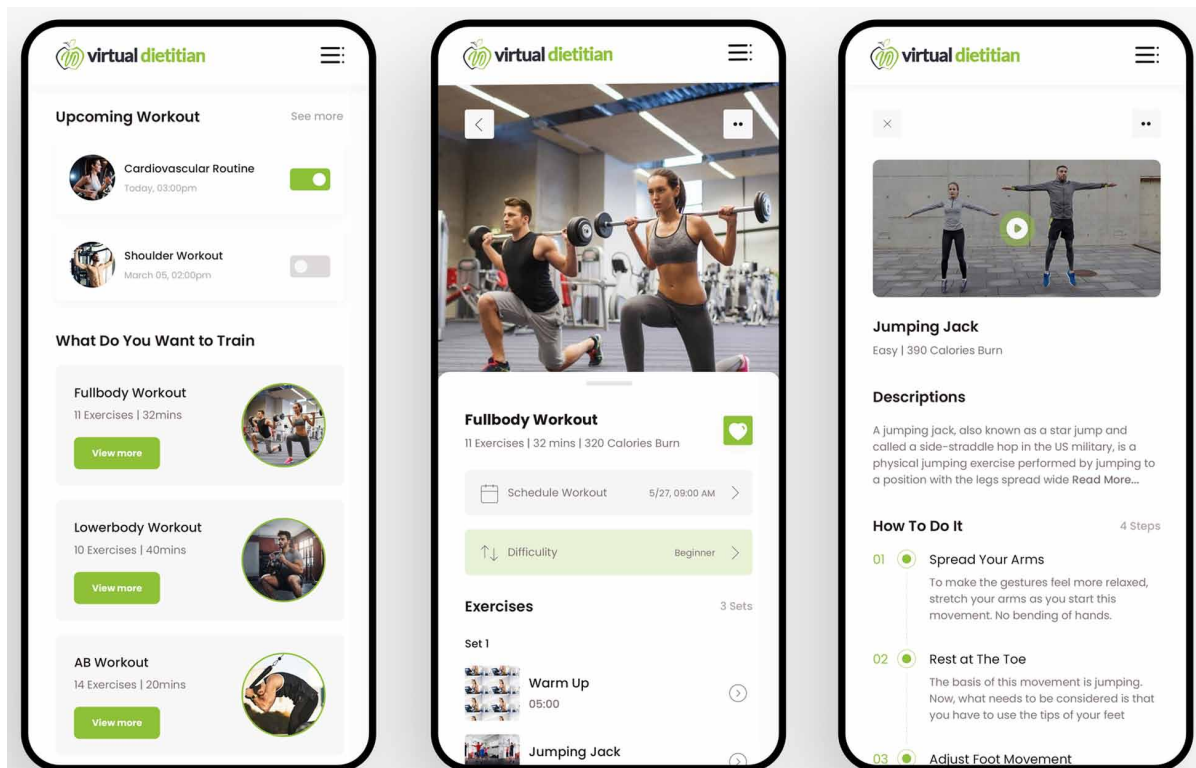 virtual dietitian
Upcoming Workout
See more
Cardiovascular Routine
Today, 03:00pm
Shoulder Workout
March 05, 02:00pm
What Do You Want to Train
Fullbody Workout
11 Exercises | 32mins
View more
Lowerbody Workout
10 Exercises | 40mins
View more
AB Workout
14 Exercises | 20mins
View more
virtual dietitian
Fullbody Workout
11 Exercises | 32 mins | 320 Calories Burn
Schedule Workout
5/27, 09:00 AM
Difficulity
Beginner
Exercises
3 Sets
Set 1
Warm Up
05:00
Jumping Jack
virtual dietitian
Jumping Jack
Easy | 390 Calories Burn
Descriptions
A jumping jack, also known as a star jump and
called a side-straddle hop in the US military, is a
physical jumping exercise performed by jumping to
a position with the legs spread wide Read More...
How To Do It
4 Steps
01 Spread Your Arms
To make the gestures feel more relaxed,
stretch your arms as you start this
movement. No bending of hands.
02 Rest at The Toe
The basis of this movement is jumping.
Now, what needs to be considered is that
you have to use the tips of your feet
03 Adjust Foot Movement